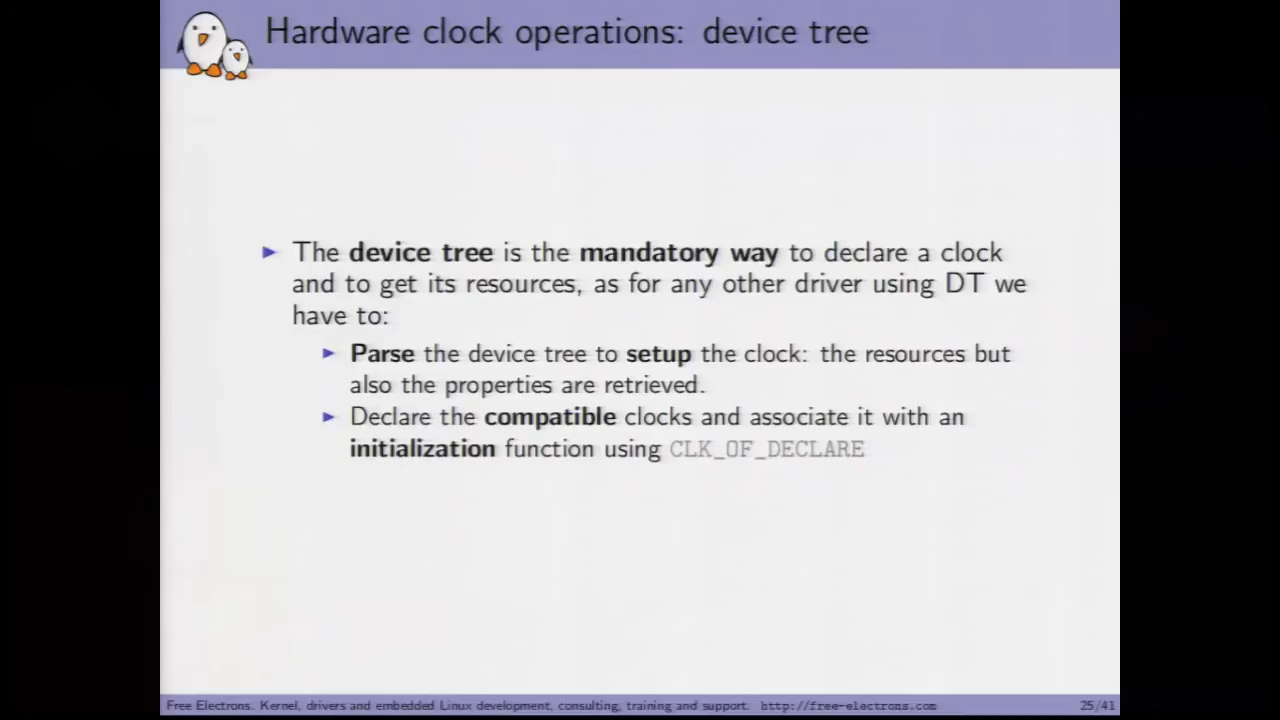 Hardware clock operations: device tree
▶ The device tree is the mandatory way to declare a clock
and to get its resources, as for any other driver using DT we
have to:
▶ Parse the device tree to setup the clock: the resources but
also the properties are retrieved.
▶ Declare the compatible clocks and associate it with an
initialization function using CLK_OF_DECLARE
Free Electrons. Kernel, drivers and embedded Linux development, consulting, training and support. http://free-electrons.com 25/41